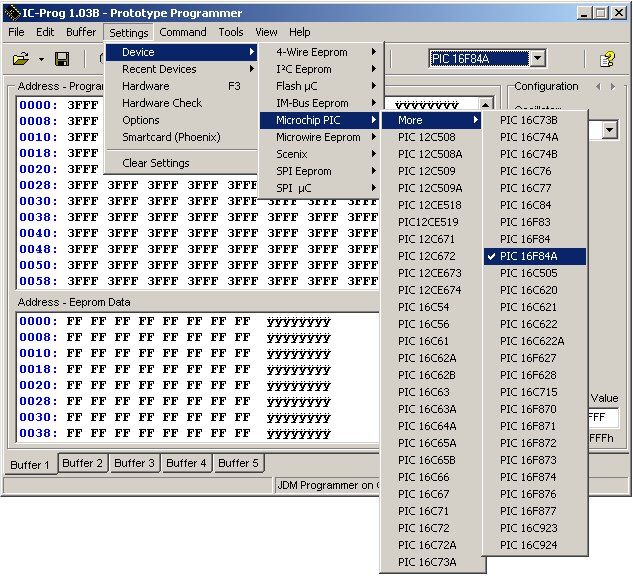 IC-Prog 1.03B - Prototype Programmer
File Edit Buffer Settings Command Tools View Help
PIC 16F84A
Device
Recent Devices
Hardware F3
Hardware Check
Options
Smartcard (Phoenix)
Clear Settings
4-Wire Eeprom
I²C Eeprom
Flash µC
IM-Bus Eeprom
Microchip PIC
Microwire Eeprom
Scenix
SPI Eeprom
SPI µC
More
PIC 12C508
PIC 12C508A
PIC 12C509
PIC 12C509A
PIC 12CE518
PIC12CE519
PIC 12C671
PIC 12C672
PIC 12CE673
PIC 12CE674
PIC 16C54
PIC 16C56
PIC 16C61
PIC 16C62A
PIC 16C62B
PIC 16C63
PIC 16C63A
PIC 16C64A
PIC 16C65A
PIC 16C65B
PIC 16C66
PIC 16C67
PIC 16C71
PIC 16C72
PIC 16C72A
PIC 16C73A
PIC 16C73B
PIC 16C74A
PIC 16C74B
PIC 16C76
PIC 16C77
PIC 16C84
PIC 16F83
PIC 16F84
PIC 16F84A
PIC 16C505
PIC 16C620
PIC 16C621
PIC 16C622
PIC 16C622A
PIC 16F627
PIC 16F628
PIC 16C715
PIC 16F870
PIC 16F871
PIC 16F872
PIC 16F873
PIC 16F874
PIC 16F876
PIC 16F877
PIC 16C923
PIC 16C924
Address - Program
Configuration
0000: 3FFF ÿÿÿÿÿÿÿÿ
0008: 3FFF
0010: 3FFF
0018: 3FFF
0020: 3FFF
0028: 3FFF 3FFF 3FFF 3FFF 3FFF 3FFF 3FFF 3FFF
0030: 3FFF 3FFF 3FFF 3FFF 3FFF 3FFF 3FFF 3FFF
0038: 3FFF 3FFF 3FFF 3FFF 3FFF 3FFF 3FFF 3FFF
0040: 3FFF 3FFF 3FFF 3FFF 3FFF 3FFF 3FFF 3FFF
0048: 3FFF 3FFF 3FFF 3FFF 3FFF 3FFF 3FFF 3FFF
0050: 3FFF 3FFF 3FFF 3FFF 3FFF 3FFF 3FFF 3FFF
0058: 3FFF 3FFF 3FFF 3FFF 3FFF 3FFF 3FFF 3FFF
Address - Eeprom Data
0000: FF FF FF FF FF FF FF FF ÿÿÿÿÿÿÿÿ
0008: FF FF FF FF FF FF FF FF ÿÿÿÿÿÿÿÿ
0010: FF FF FF FF FF FF FF FF ÿÿÿÿÿÿÿÿ
0018: FF FF FF FF FF FF FF FF ÿÿÿÿÿÿÿÿ
0020: FF FF FF FF FF FF FF FF ÿÿÿÿÿÿÿÿ
0028: FF FF FF FF FF FF FF FF ÿÿÿÿÿÿÿÿ
0030: FF FF FF FF FF FF FF FF ÿÿÿÿÿÿÿÿ
0038: FF FF FF FF FF FF FF FF ÿÿÿÿÿÿÿÿ
Value
FFF
FFFh
Buffer 1 Buffer 2 Buffer 3 Buffer 4 Buffer 5
JDM Programmer on